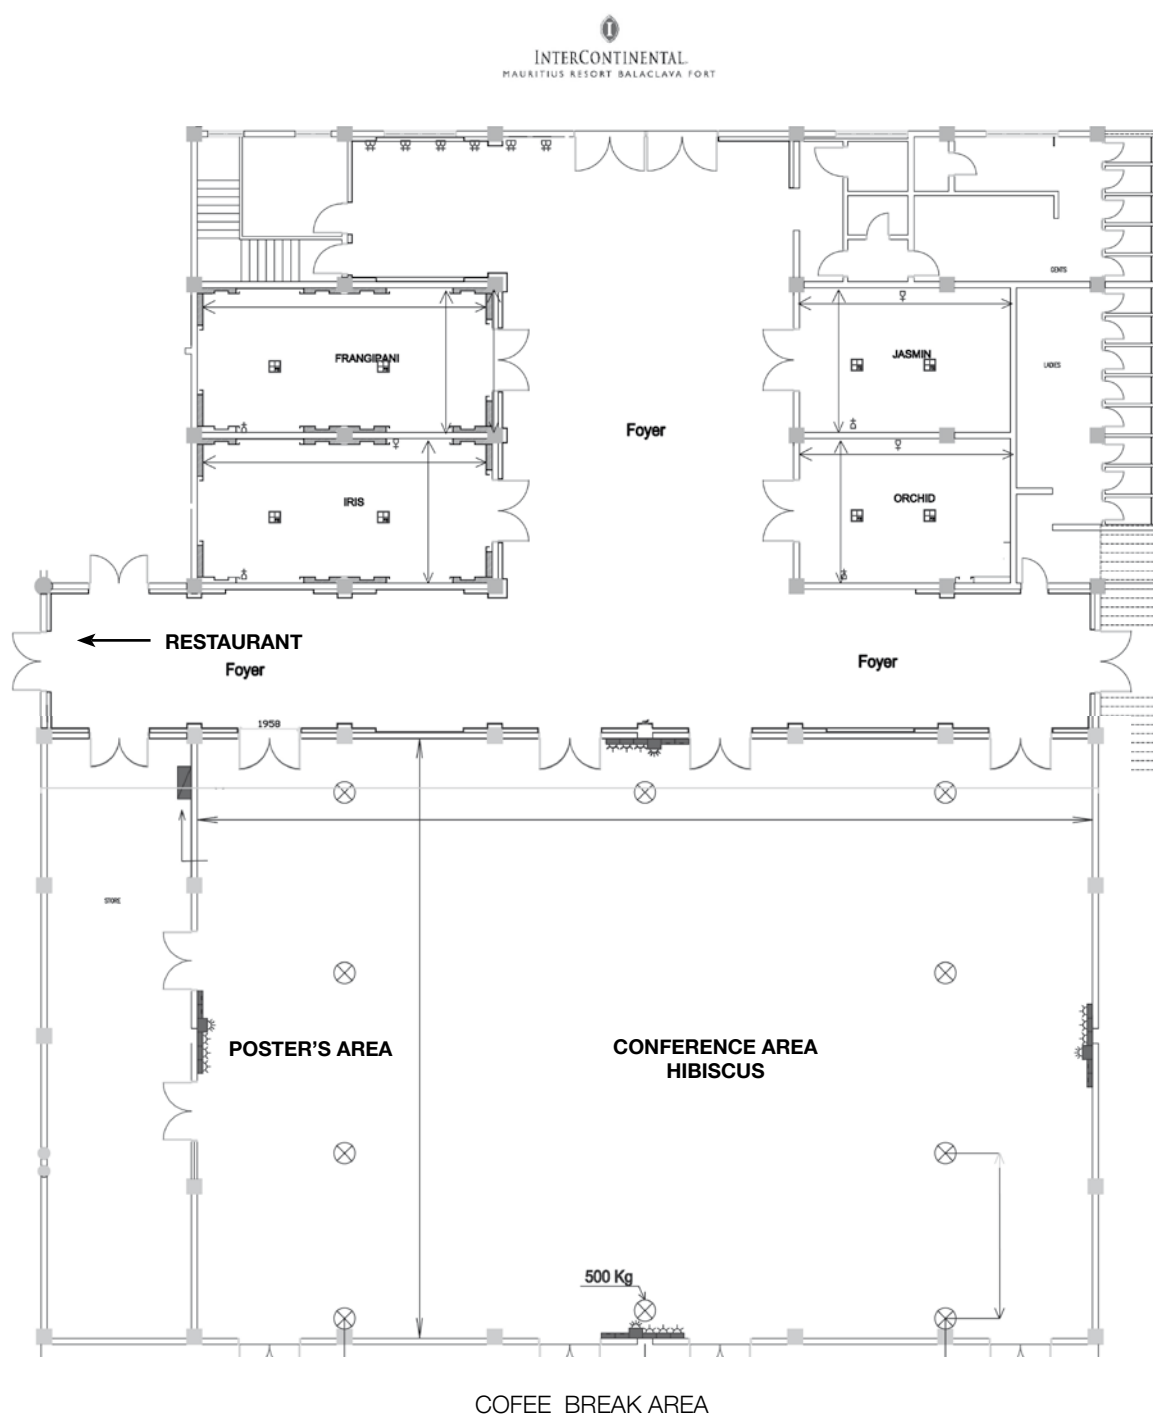 INTERCONTINENTAL.
MAURITIUS RESORT BALACLAVA FORT
GENTS
FRANGIPANI
JASMIN
LADIES
Foyer
IRIS
ORCHID
RESTAURANT
Foyer
Foyer
1958
STORE
POSTER'S AREA
CONFERENCE AREA
HIBISCUS
500 Kg
COFEE BREAK AREA